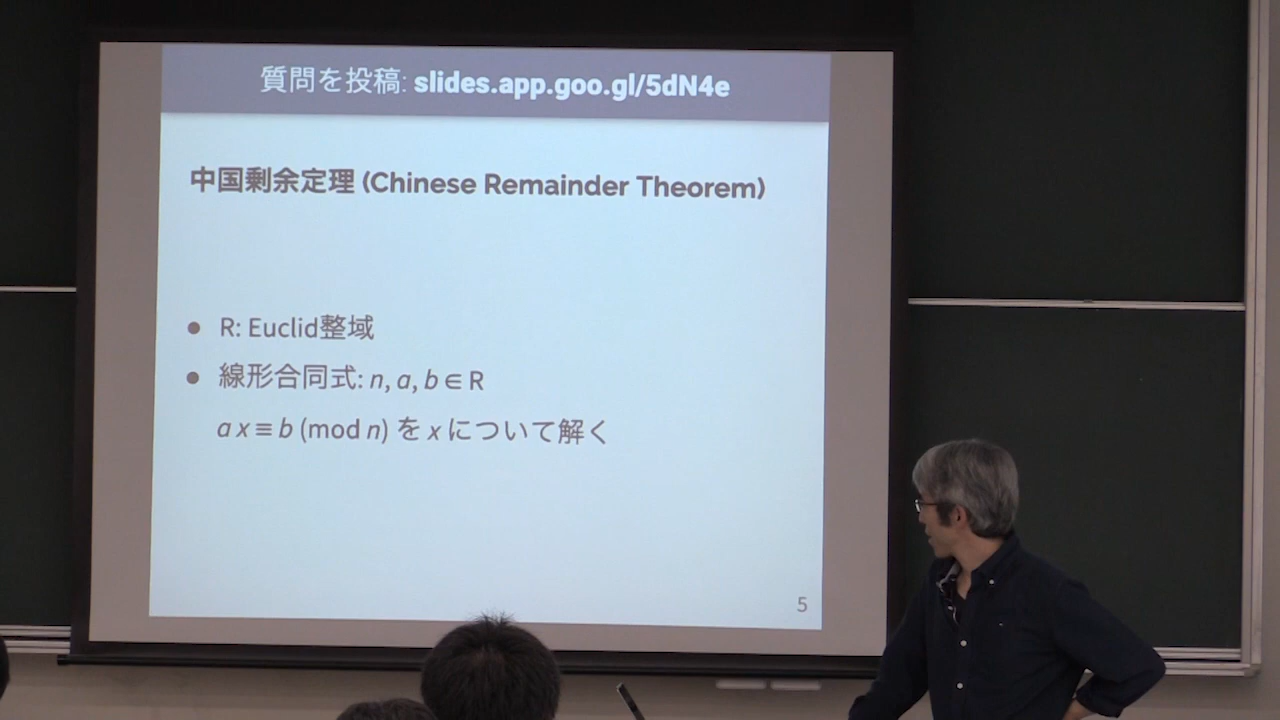 質問を投稿: slides.app.goo.gl/5dN4e
中国剰余定理 (Chinese Remainder Theorem)
● R: Euclid整域
● 線形合同式: n, a, b ∈ R
a x ≡ b (mod n) を x について解く
5